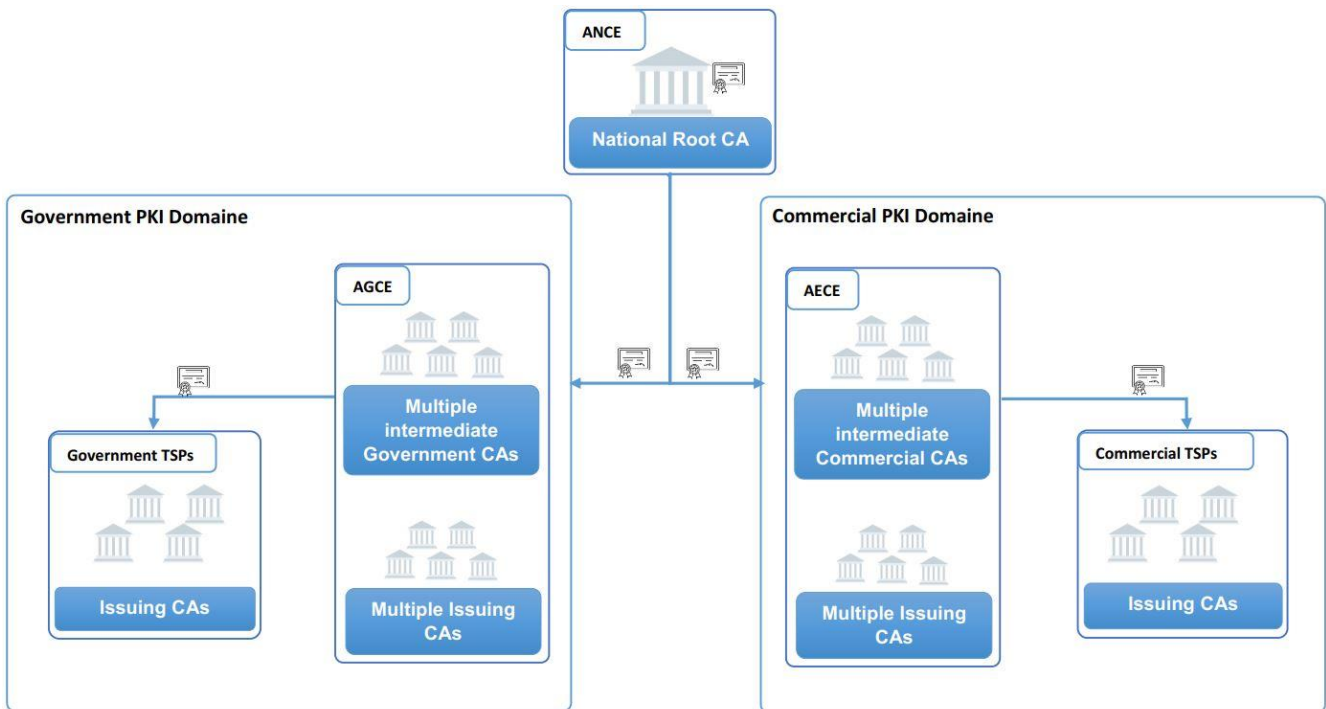 ANCE
National Root CA
Government PKI Domaine
Commercial PKI Domaine
AGCE
Multiple
intermediate
Government CAs
Multiple Issuing
CAs
Government TSPs
Issuing CAs
AECE
Multiple
intermediate
Commercial CAs
Multiple Issuing
CAs
Commercial TSPs
Issuing CAs